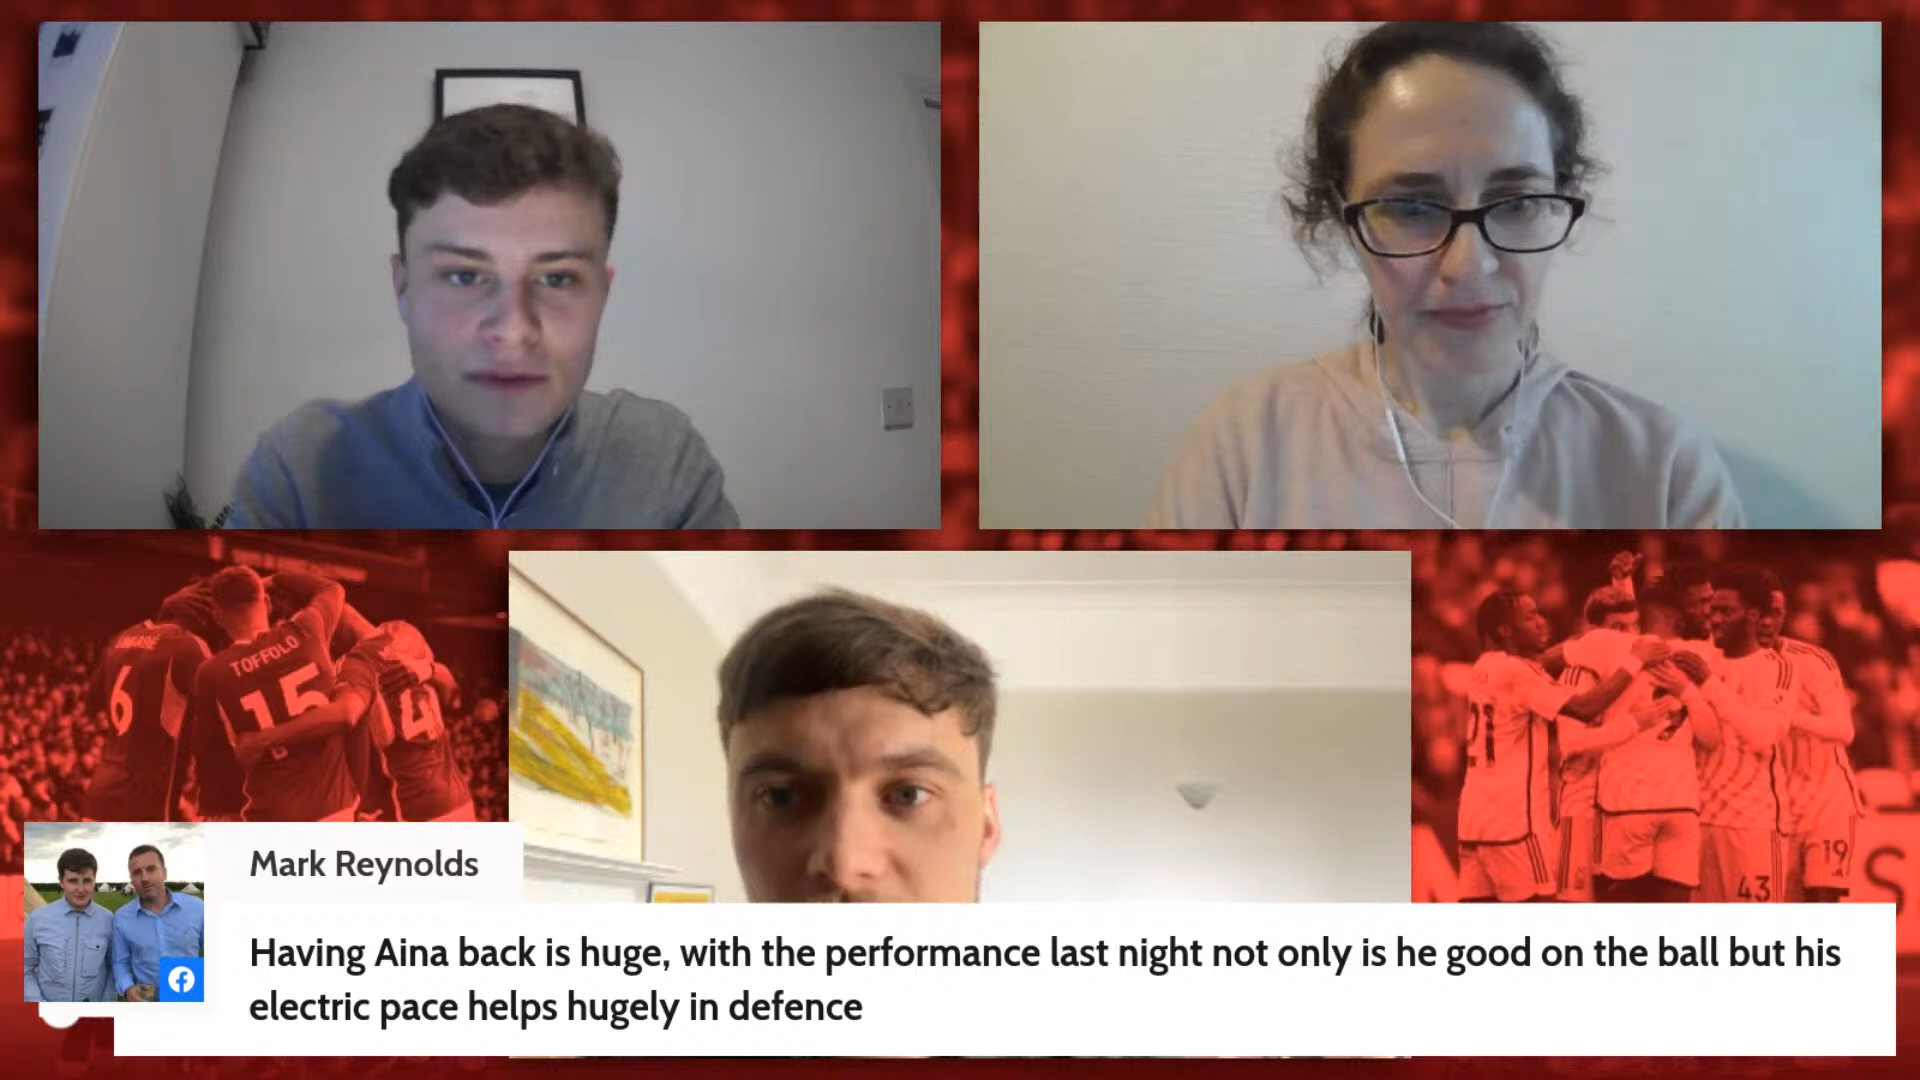 6
TOFFOLO
15
4
21
19
43
S
Mark Reynolds
Having Aina back is huge, with the performance last night not only is he good on the ball but his
electric pace helps hugely in defence